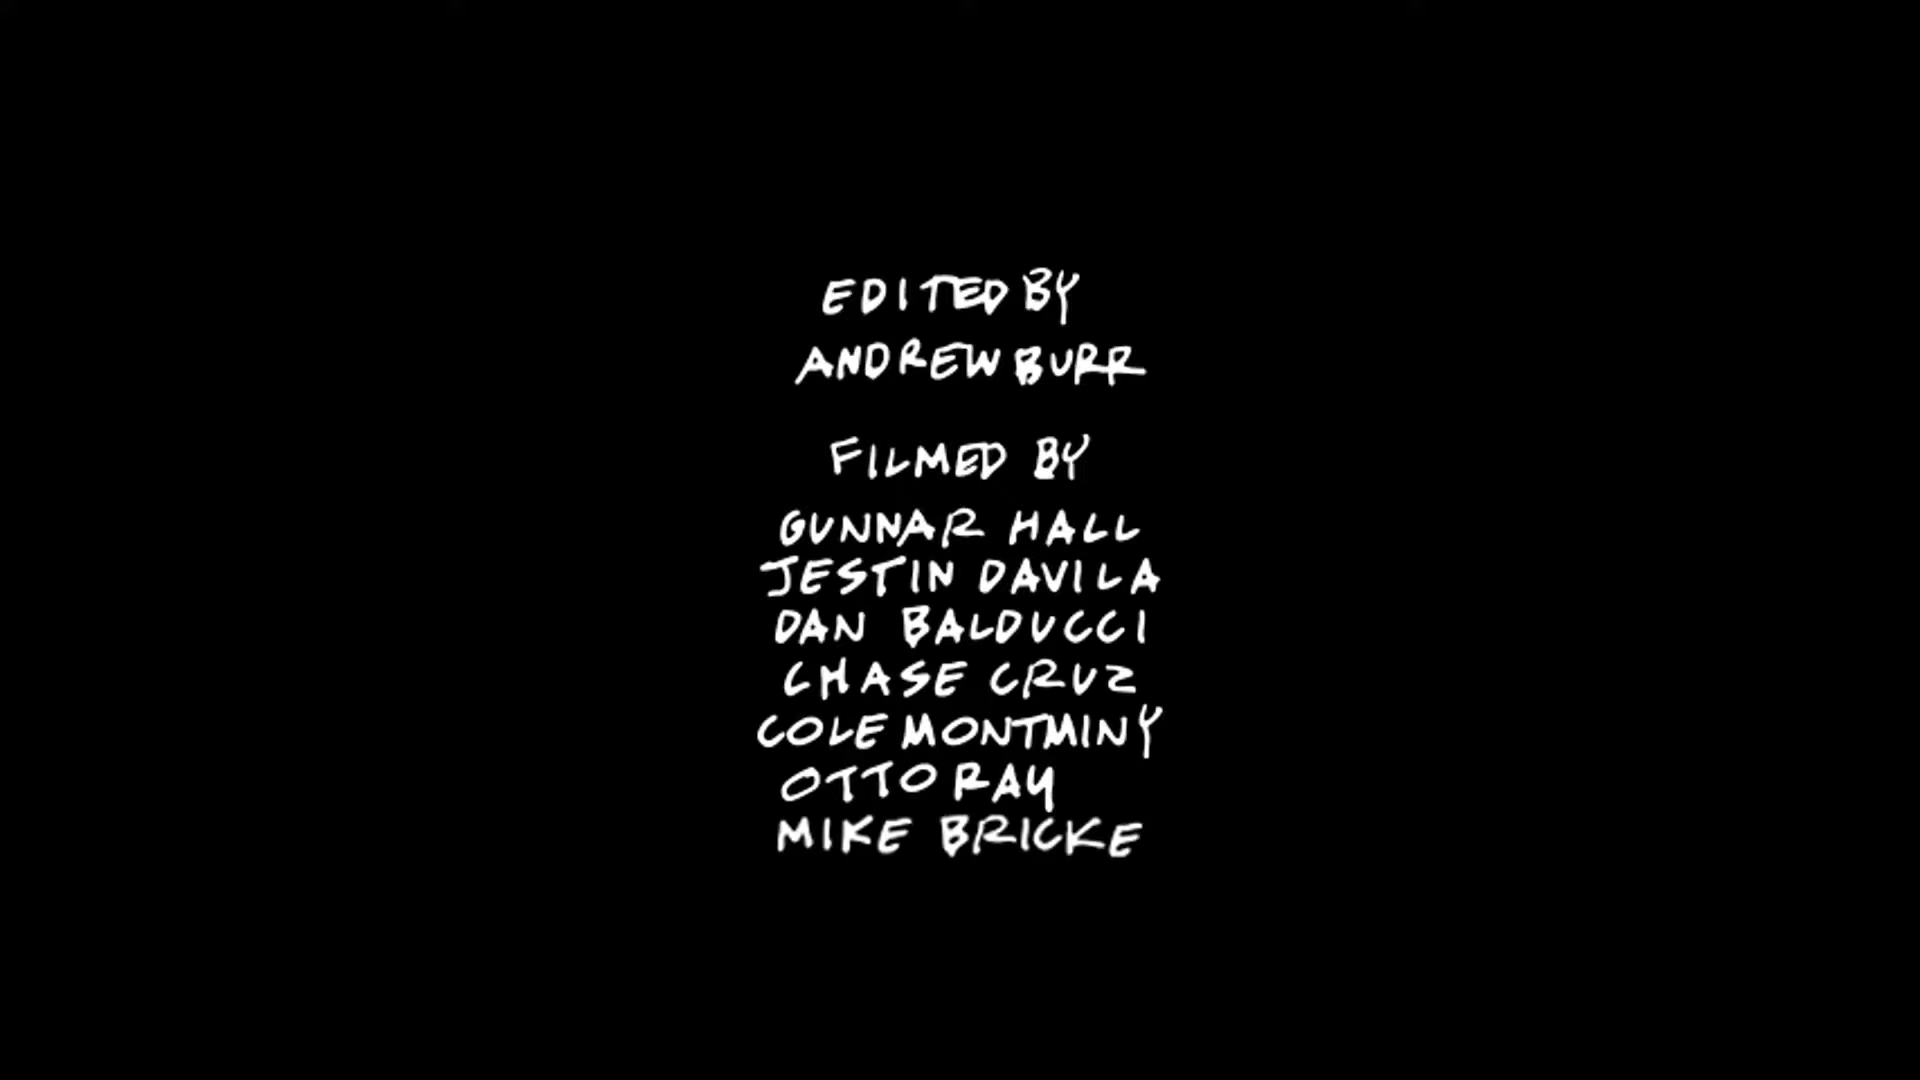 EDITED BY
ANDREW BURR
FILMED BY
GUNNAR HALL
JESTIN DAVILA
DAN BALDUCCI
CHASE CRUZ
COLE MONTMINY
OTTO RAY
MIKE BRICKE